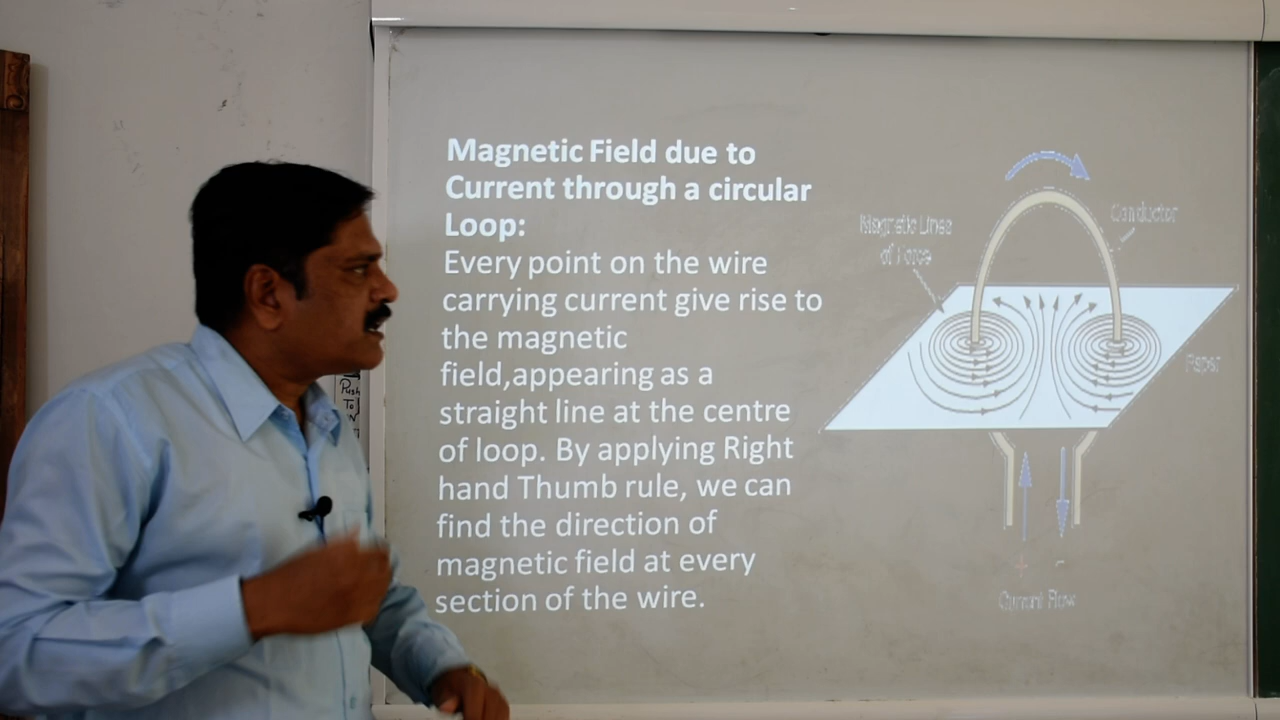 Magnetic Field due to
Current through a circular
Loop:
Every point on the wire
carrying current give rise to
the magnetic
field,appearing as a
straight line at the centre
of loop. By applying Right
hand Thumb rule, we can
find the direction of
magnetic field at every
section of the wire.
Magnetic Lines
of Force
Conductor
Paper
+ -
Current Flow
Push
To